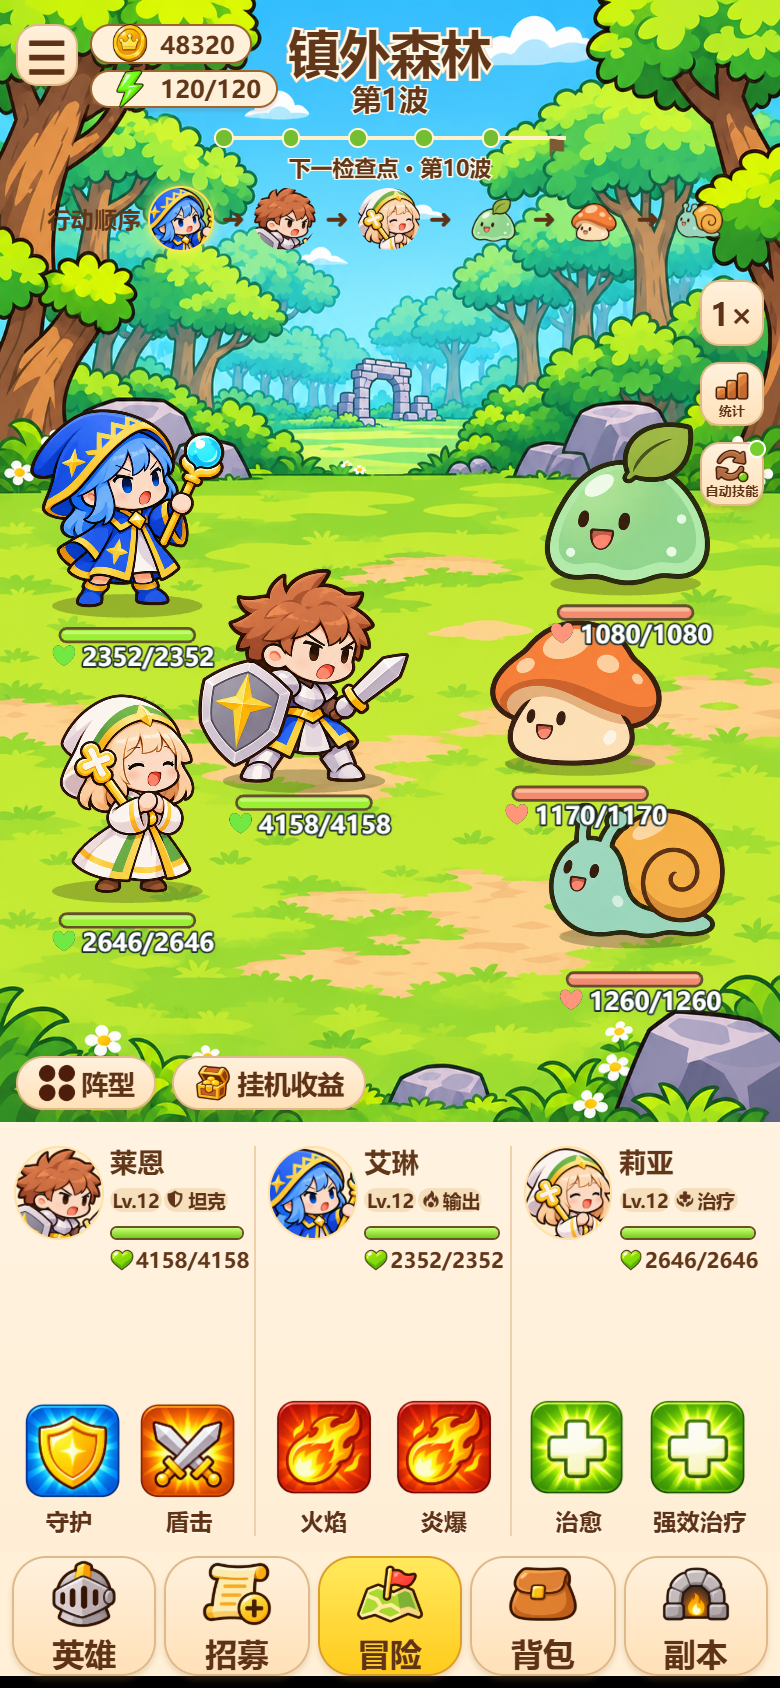 48320
120/120
镇外森林
第1波
下一检查点·第10波
行动顺序
1×
统计
自动技能
2352/2352
1080/1080
4158/4158
1170/1170
2646/2646
1260/1260
阵型
挂机收益
莱恩
Lv.12 坦克
4158/4158
艾琳
Lv.12 输出
2352/2352
莉亚
Lv.12 治疗
2646/2646
守护
盾击
火焰
炎爆
治愈
强效治疗
英雄
招募
冒险
背包
副本